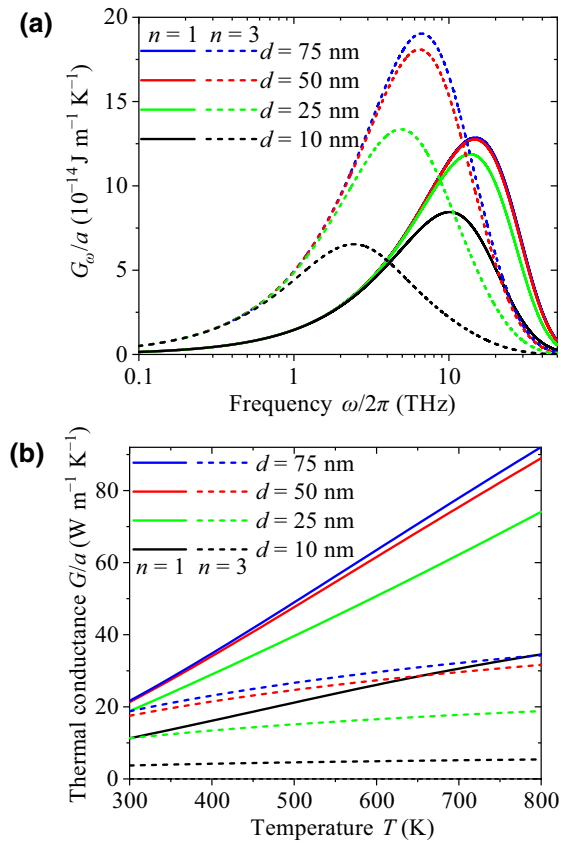 (a)
n = 1 n = 3
d = 75 nm
d = 50 nm
d = 25 nm
d = 10 nm
G_ω/a (10⁻¹⁴ J m⁻¹ K⁻¹)
20
15
10
5
0
0.1 1 10
Frequency ω/2π (THz)
(b)
d = 75 nm
d = 50 nm
d = 25 nm
d = 10 nm
n = 1 n = 3
Thermal conductance G/a (W m⁻¹ K⁻¹)
80
60
40
20
0
300 400 500 600 700 800
Temperature T (K)